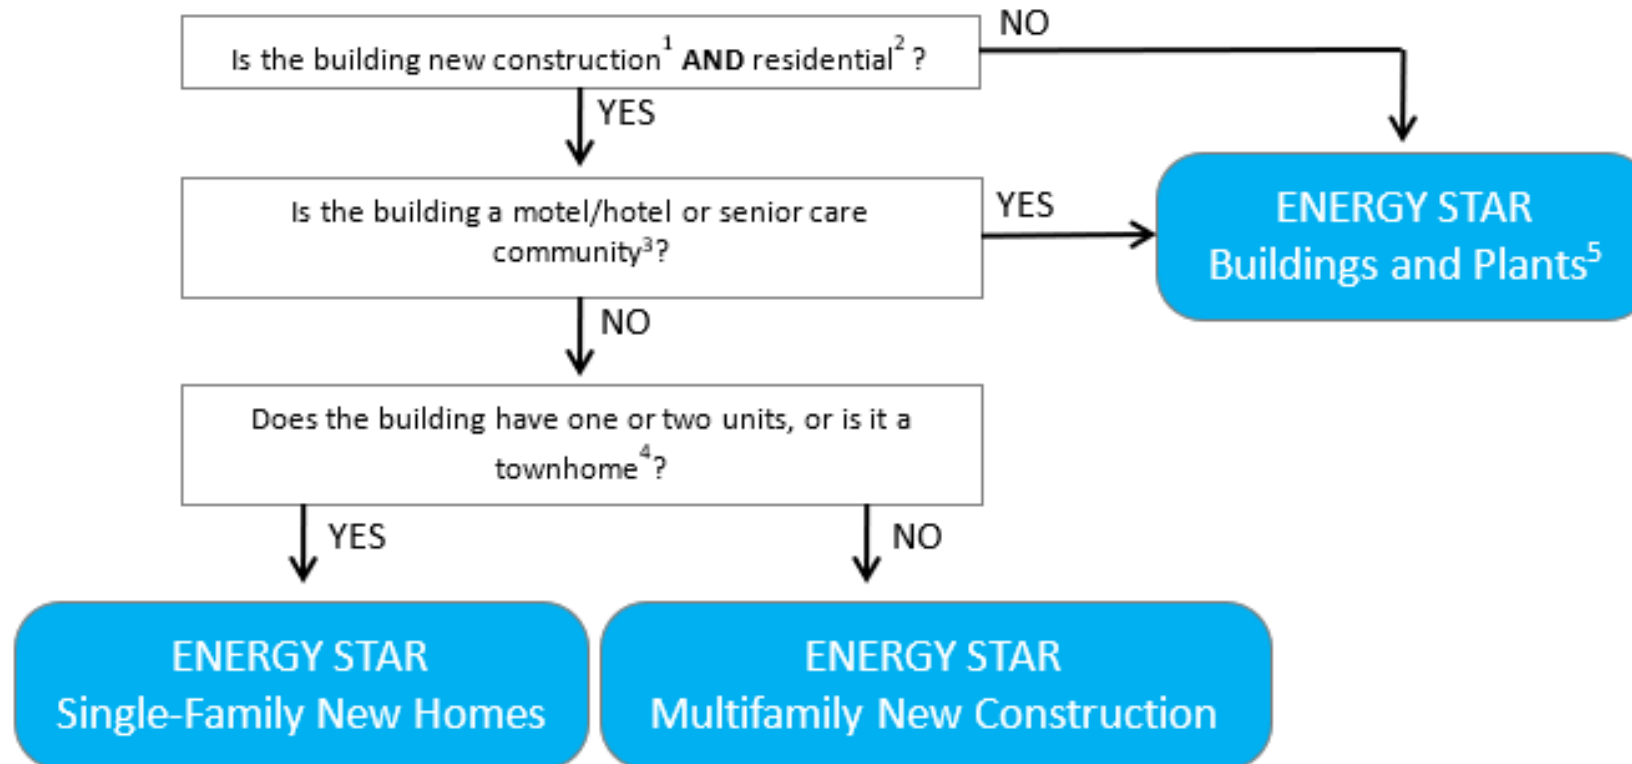 NO
Is the building new construction¹ AND residential² ?
YES
Is the building a motel/hotel or senior care
community³?
YES
ENERGY STAR
Buildings and Plants⁵
NO
Does the building have one or two units, or is it a
townhome⁴?
YES
NO
ENERGY STAR
Single-Family New Homes
ENERGY STAR
Multifamily New Construction